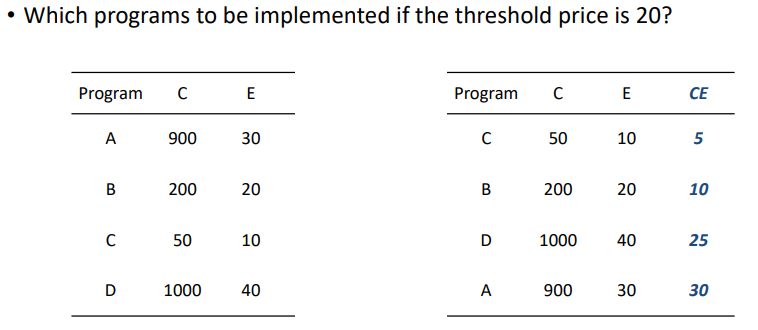 • Which programs to be implemented if the threshold price is 20?
Program C E
A 900 30
B 200 20
C 50 10
D 1000 40
Program C E CE
C 50 10 5
B 200 20 10
D 1000 40 25
A 900 30 30